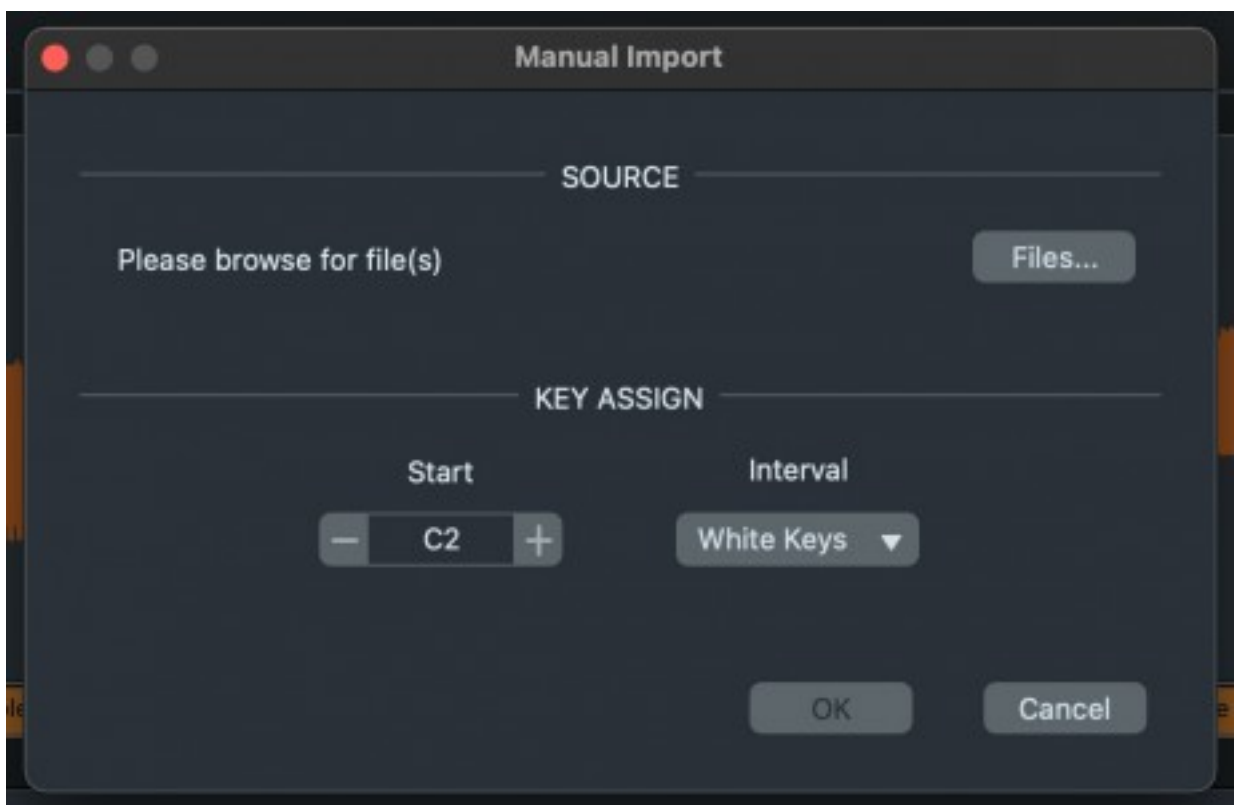 Manual Import
SOURCE
Please browse for file(s) Files...
KEY ASSIGN
Start Interval
− C2 + White Keys ▼
OK Cancel